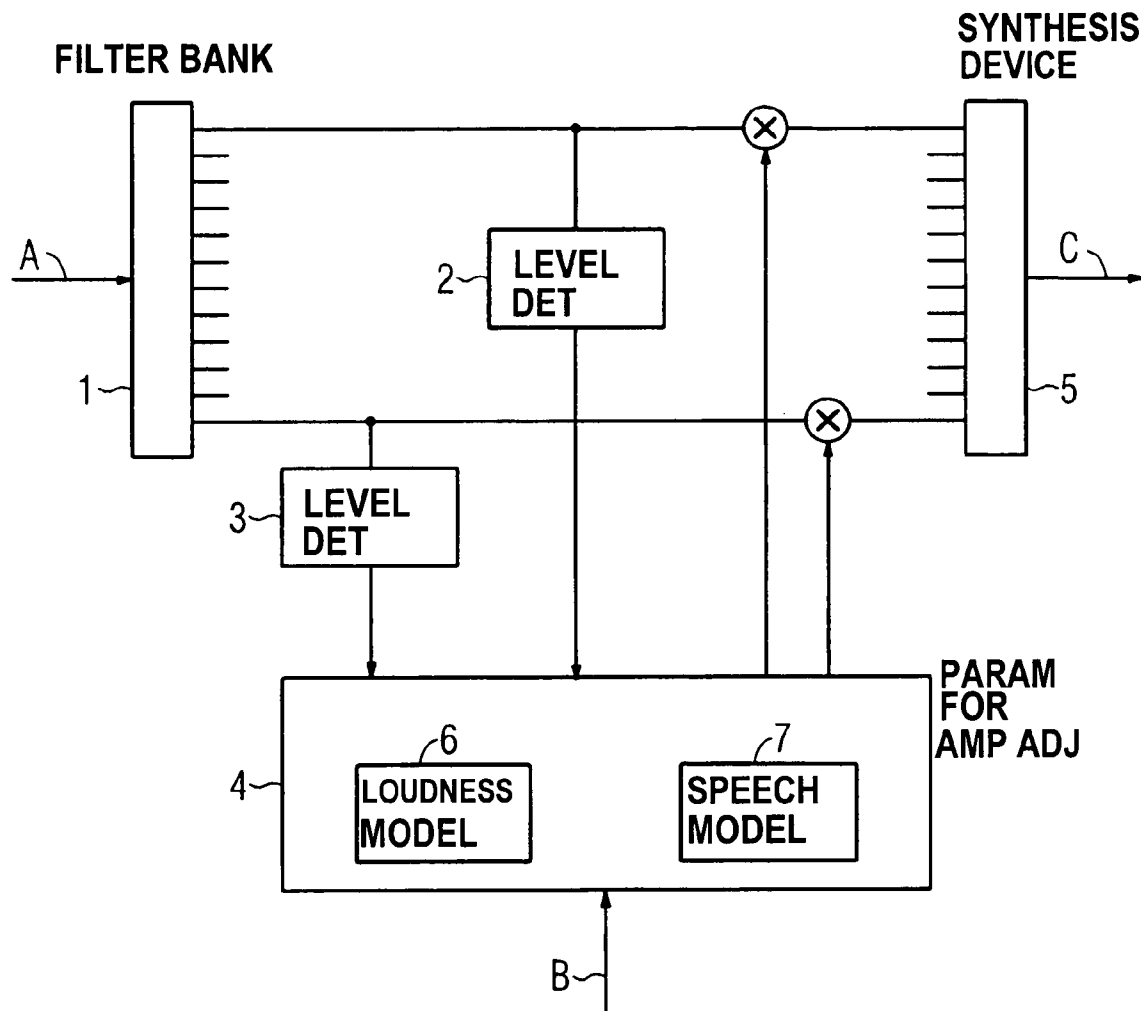 FILTER BANK
SYNTHESIS
DEVICE
A
1
2
LEVEL
DET
C
5
3
LEVEL
DET
PARAM
FOR
AMP ADJ
4
6
LOUDNESS
MODEL
7
SPEECH
MODEL
B